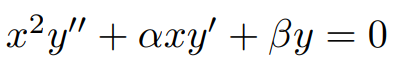 x²y″ + αxy′ + βy = 0